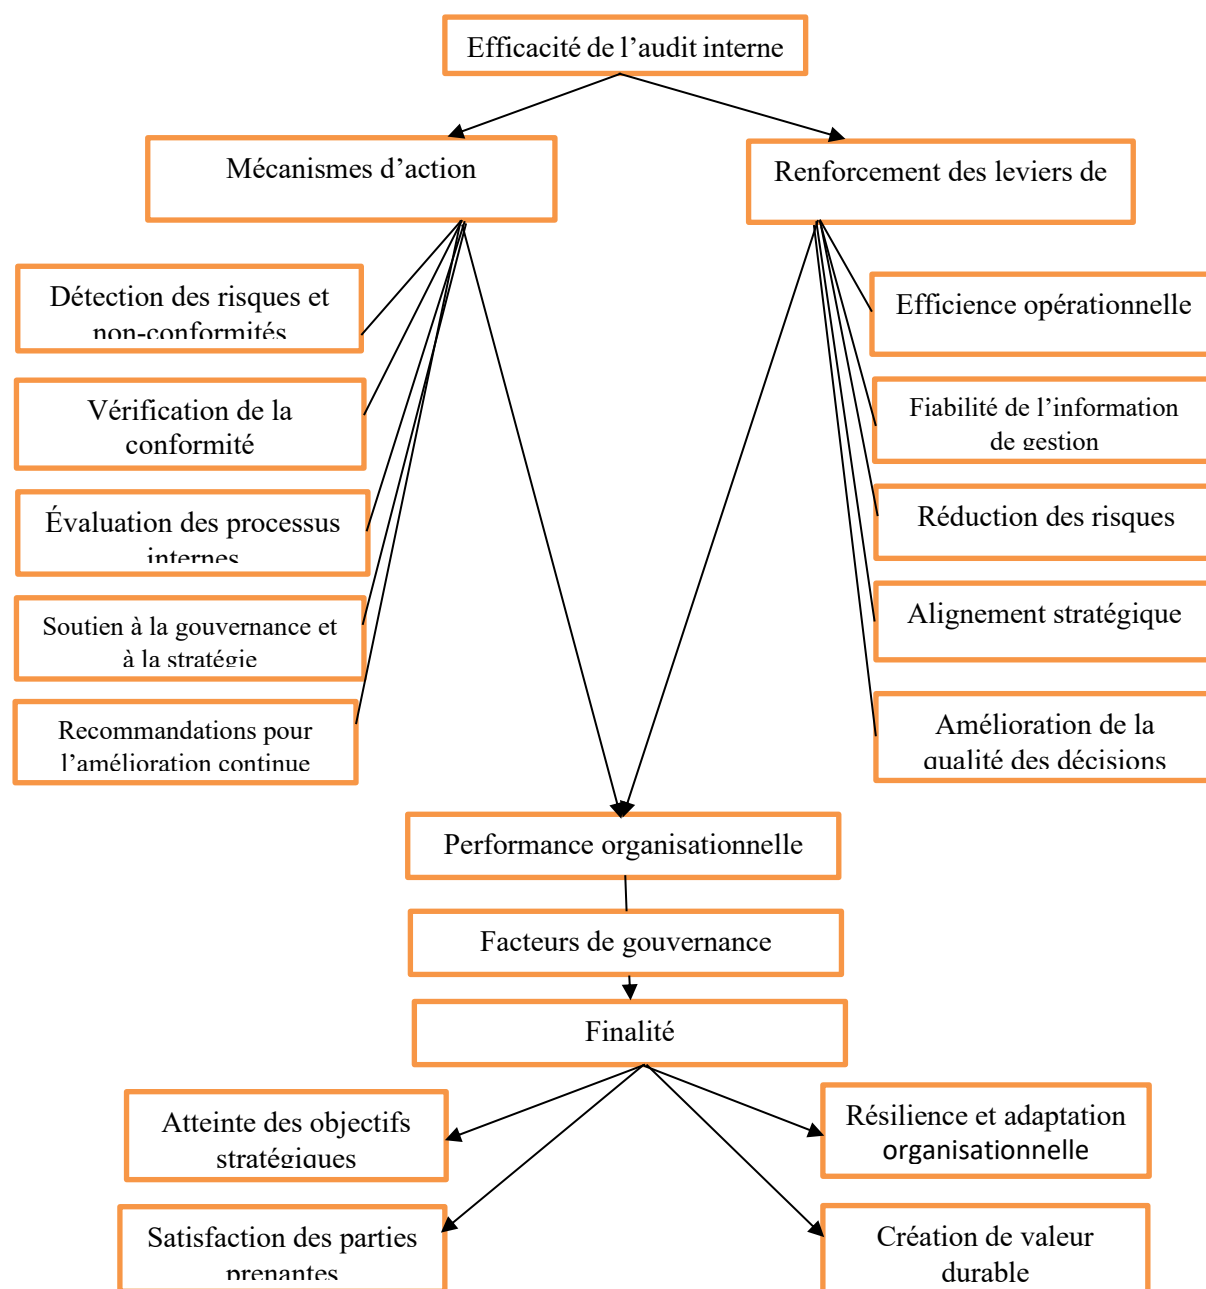 Efficacité de l’audit interne
Mécanismes d’action
Renforcement des leviers de
Détection des risques et
non-conformités
Efficience opérationnelle
Vérification de la
conformité
Fiabilité de l’information
de gestion
Évaluation des processus
internes
Réduction des risques
Soutien à la gouvernance et
à la stratégie
Alignement stratégique
Recommandations pour
l’amélioration continue
Amélioration de la
qualité des décisions
Performance organisationnelle
Facteurs de gouvernance
Finalité
Atteinte des objectifs
stratégiques
Résilience et adaptation
organisationnelle
Satisfaction des parties
prenantes
Création de valeur
durable